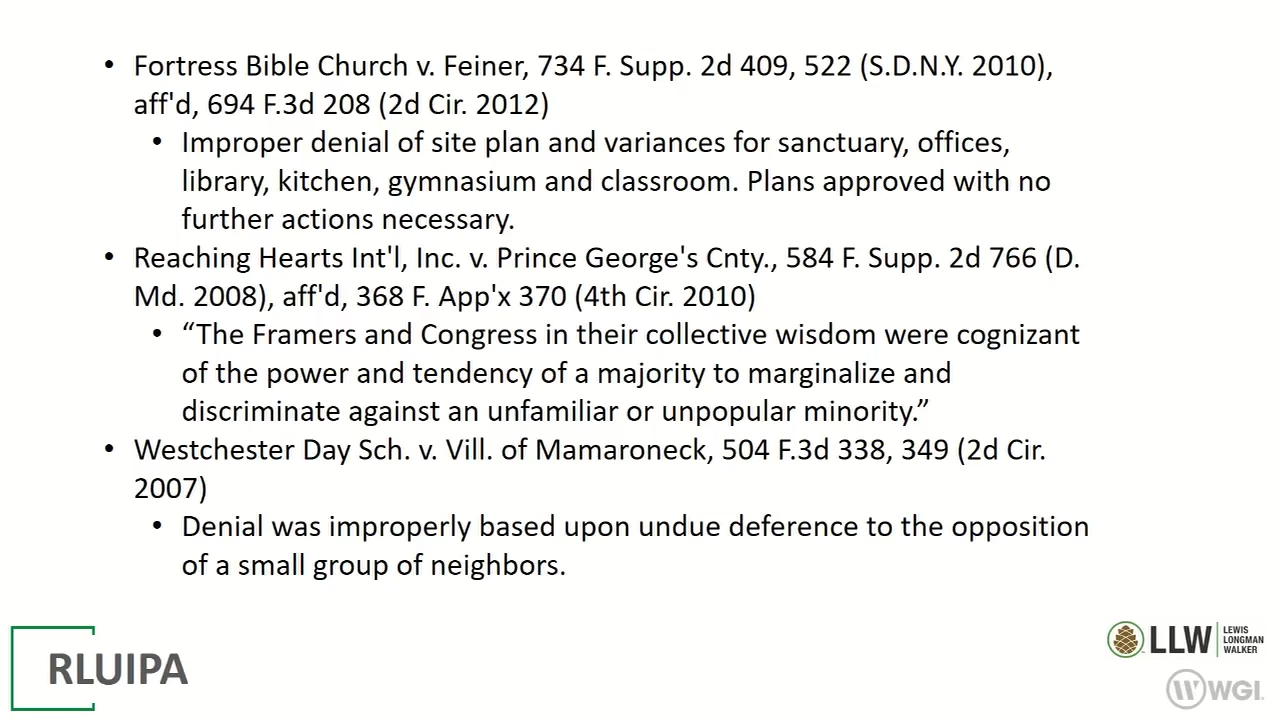 • Fortress Bible Church v. Feiner, 734 F. Supp. 2d 409, 522 (S.D.N.Y. 2010),
aff'd, 694 F.3d 208 (2d Cir. 2012)
• Improper denial of site plan and variances for sanctuary, offices,
library, kitchen, gymnasium and classroom. Plans approved with no
further actions necessary.
• Reaching Hearts Int'l, Inc. v. Prince George's Cnty., 584 F. Supp. 2d 766 (D.
Md. 2008), aff'd, 368 F. App'x 370 (4th Cir. 2010)
• “The Framers and Congress in their collective wisdom were cognizant
of the power and tendency of a majority to marginalize and
discriminate against an unfamiliar or unpopular minority.”
• Westchester Day Sch. v. Vill. of Mamaroneck, 504 F.3d 338, 349 (2d Cir.
2007)
• Denial was improperly based upon undue deference to the opposition
of a small group of neighbors.
RLUIPA
LLW
LEWIS
LONGMAN
WALKER
WGI.